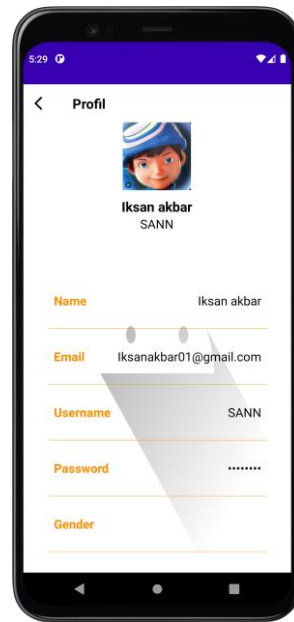 5:29
Profil
Iksan akbar
SANN
Name Iksan akbar
Email Iksanakbar01@gmail.com
Username SANN
Password ••••••••
Gender